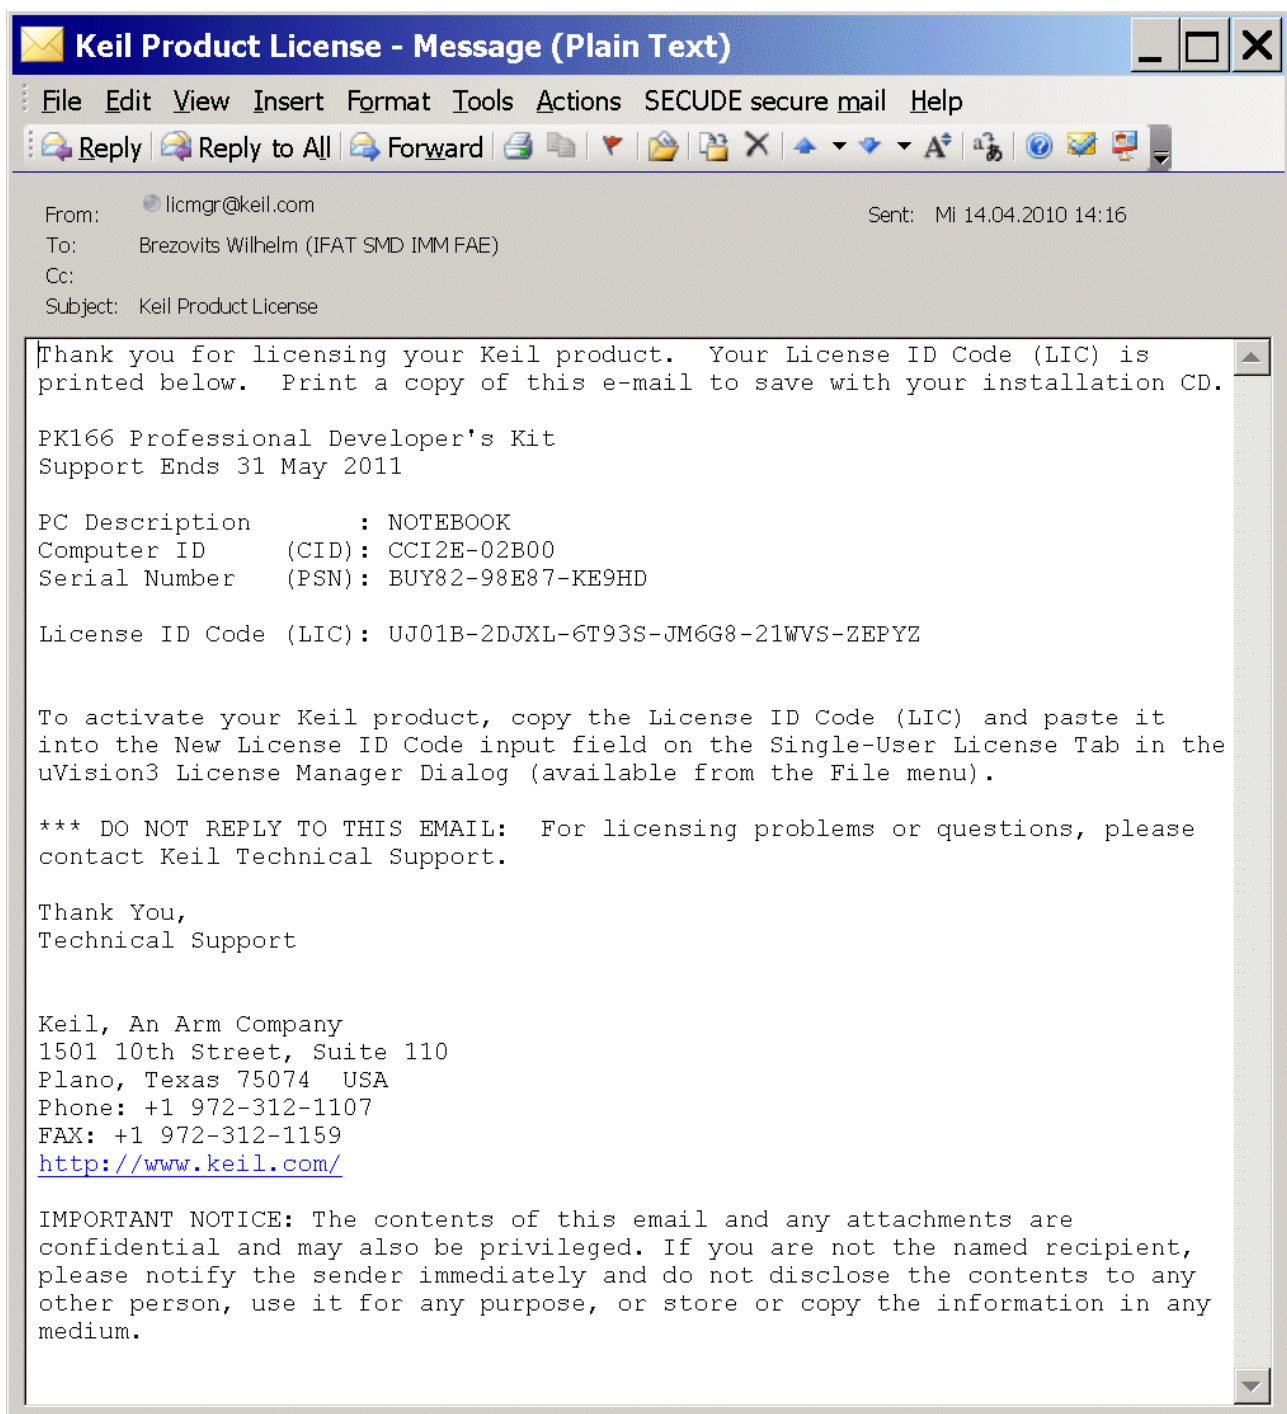 Keil Product License - Message (Plain Text)
File Edit View Insert Format Tools Actions SECUDE secure mail Help
Reply Reply to All Forward
From: licmgr@keil.com Sent: Mi 14.04.2010 14:16
To: Brezovits Wilhelm (IFAT SMD IMM FAE)
Cc:
Subject: Keil Product License
Thank you for licensing your Keil product.  Your License ID Code (LIC) is
printed below.  Print a copy of this e-mail to save with your installation CD.
PK166 Professional Developer's Kit
Support Ends 31 May 2011
PC Description       : NOTEBOOK
Computer ID     (CID): CCI2E-02B00
Serial Number   (PSN): BUY82-98E87-KE9HD
License ID Code (LIC): UJ01B-2DJXL-6T93S-JM6G8-21WVS-ZEPYZ
To activate your Keil product, copy the License ID Code (LIC) and paste it
into the New License ID Code input field on the Single-User License Tab in the
uVision3 License Manager Dialog (available from the File menu).
*** DO NOT REPLY TO THIS EMAIL:  For licensing problems or questions, please
contact Keil Technical Support.
Thank You,
Technical Support
Keil, An Arm Company
1501 10th Street, Suite 110
Plano, Texas 75074  USA
Phone: +1 972-312-1107
FAX: +1 972-312-1159
http://www.keil.com/
IMPORTANT NOTICE: The contents of this email and any attachments are
confidential and may also be privileged. If you are not the named recipient,
please notify the sender immediately and do not disclose the contents to any
other person, use it for any purpose, or store or copy the information in any
medium.